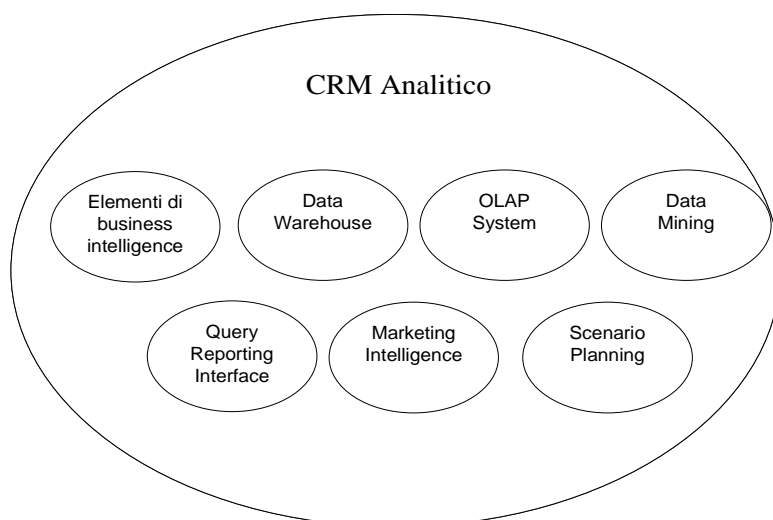 CRM Analitico
Elementi di
business
intelligence
Data
Warehouse
OLAP
System
Data
Mining
Query
Reporting
Interface
Marketing
Intelligence
Scenario
Planning